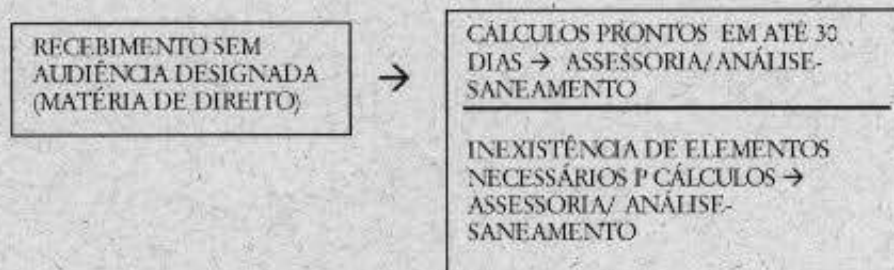 RECEBIMENTO SEM
AUDIÊNCIA DESIGNADA
(MATÉRIA DE DIREITO)
→
CÁLCULOS PRONTOS EM ATÉ 30
DIAS → ASSESSORIA/ANÁLISE-
SANEAMENTO
INEXISTÊNCIA DE ELEMENTOS
NECESSÁRIOS P CÁLCULOS →
ASSESSORIA/ ANÁLISE-
SANEAMENTO